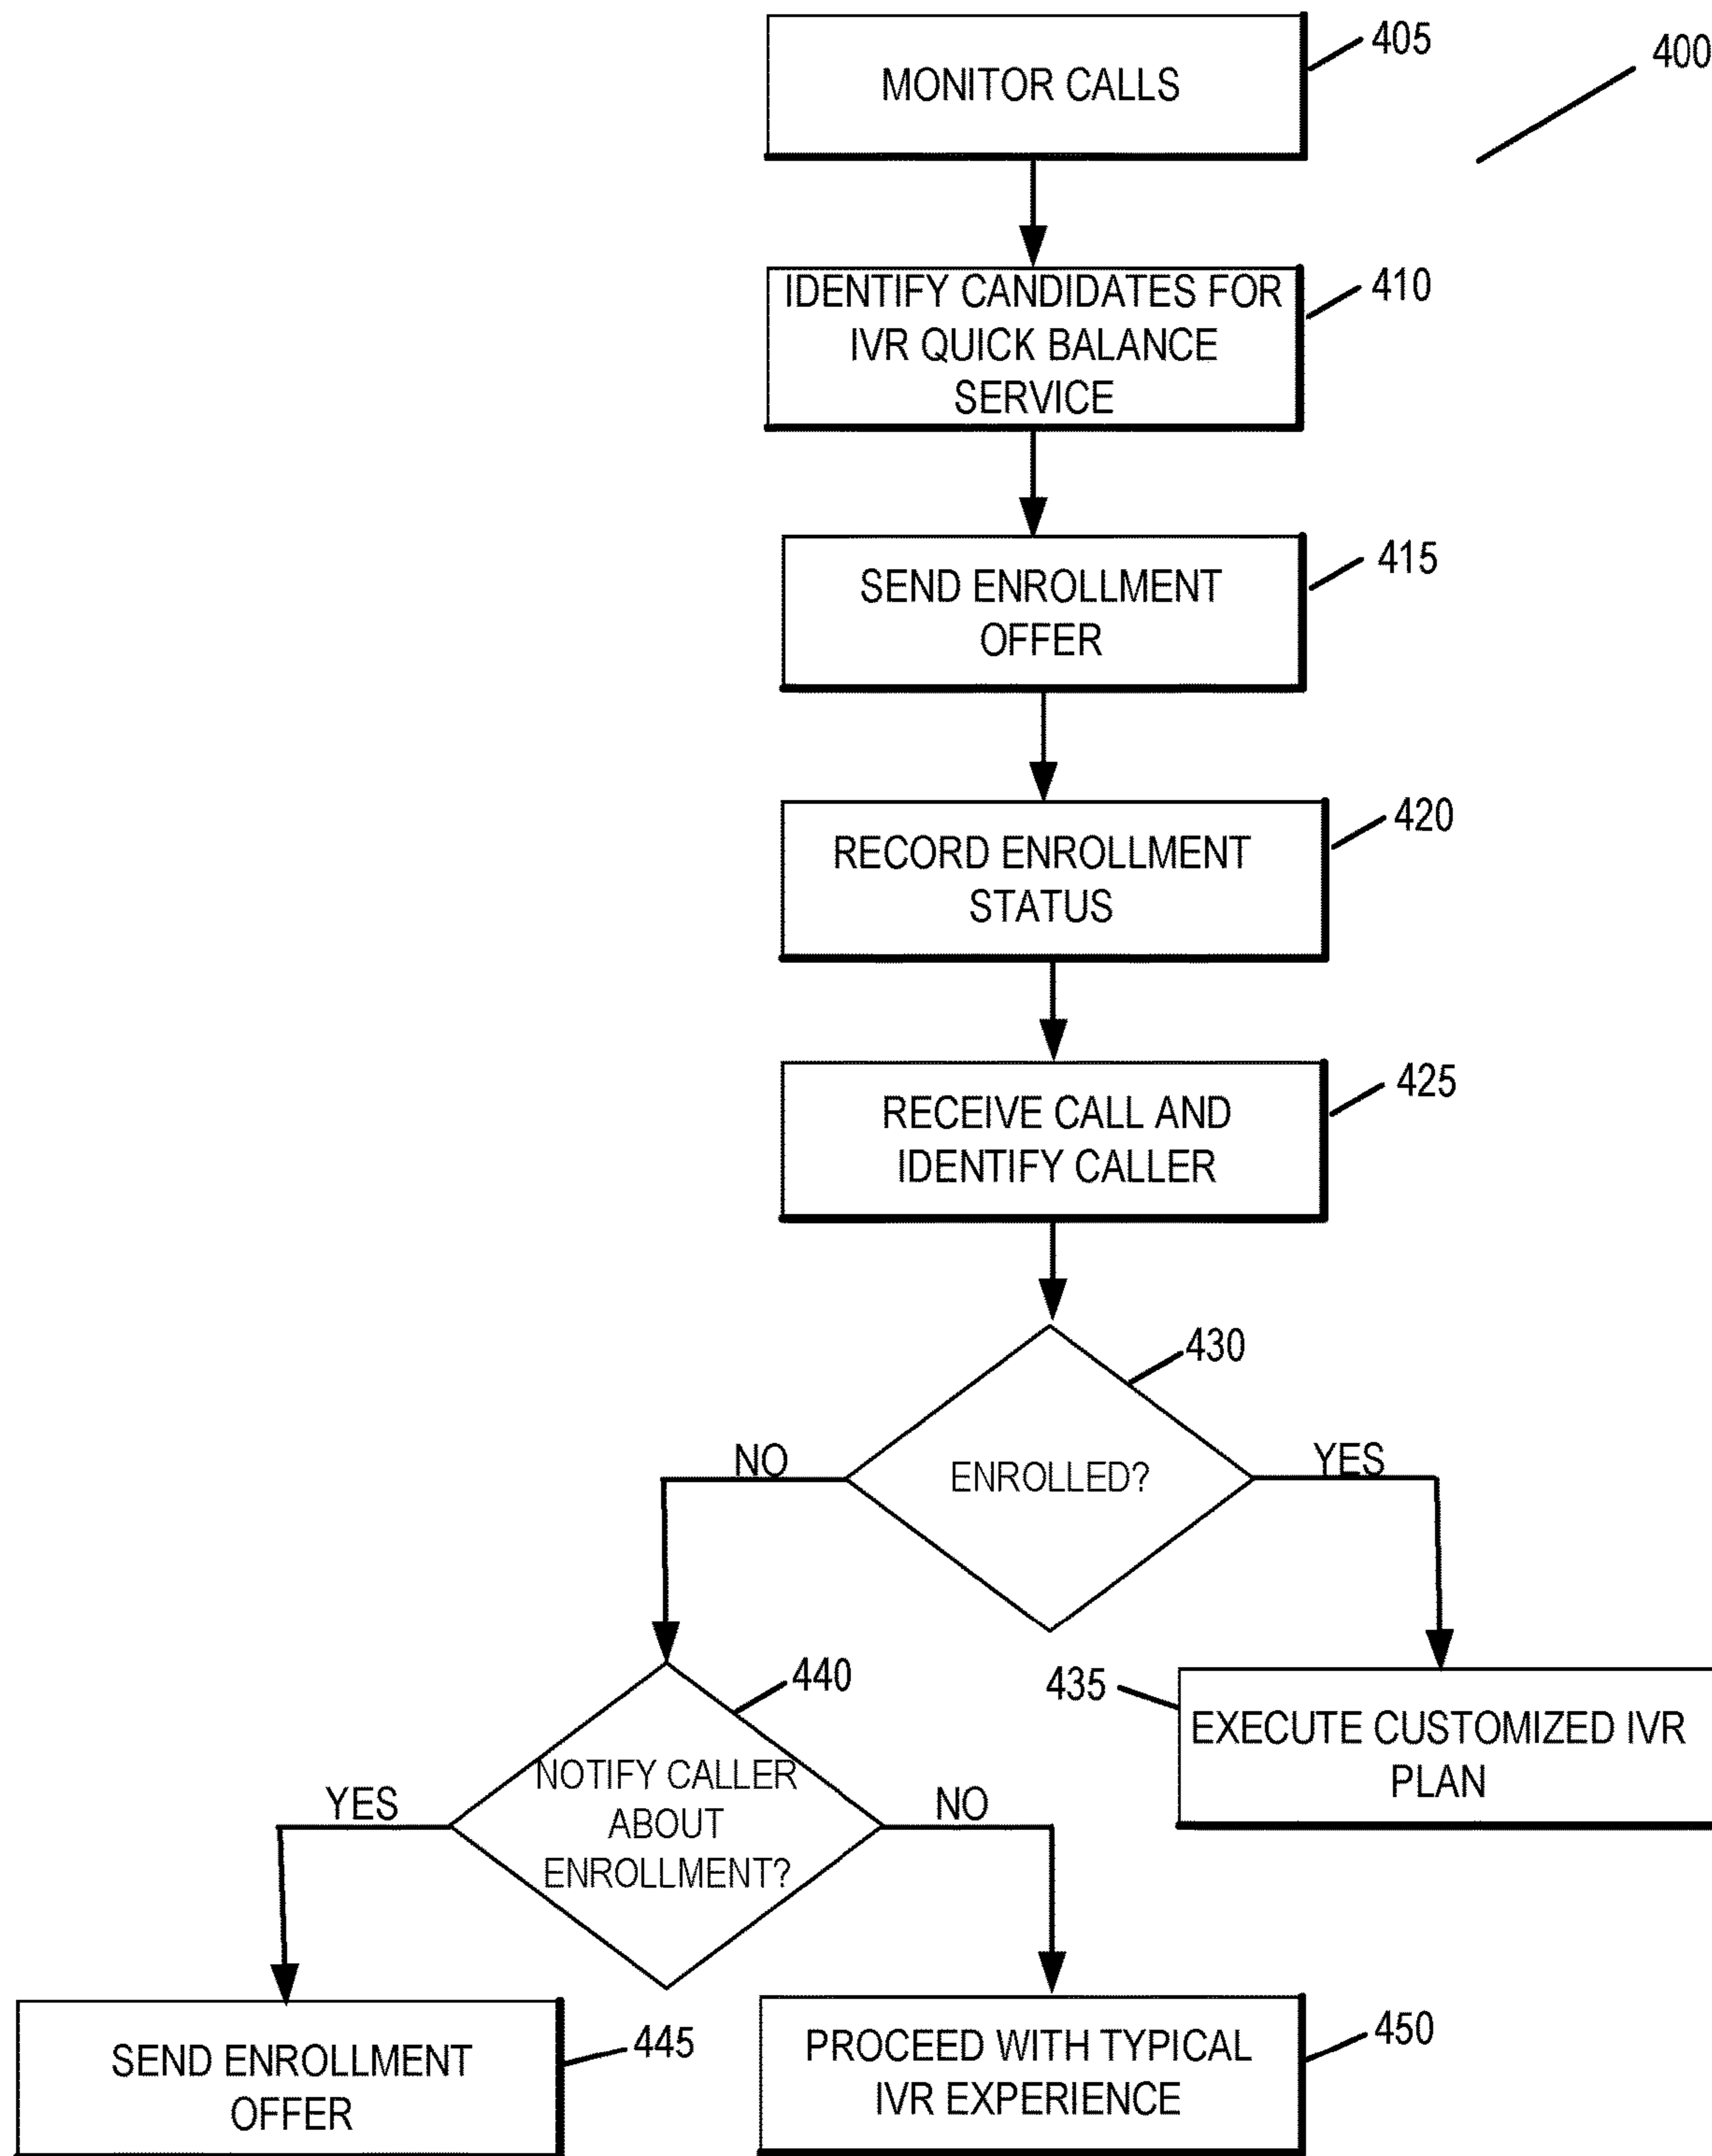 405
400
MONITOR CALLS
410
IDENTIFY CANDIDATES FOR
IVR QUICK BALANCE
SERVICE
415
SEND ENROLLMENT
OFFER
420
RECORD ENROLLMENT
STATUS
425
RECEIVE CALL AND
IDENTIFY CALLER
430
NO
ENROLLED?
YES
440
435
EXECUTE CUSTOMIZED IVR
PLAN
NOTIFY CALLER
ABOUT
ENROLLMENT?
YES
NO
445
SEND ENROLLMENT
OFFER
450
PROCEED WITH TYPICAL
IVR EXPERIENCE